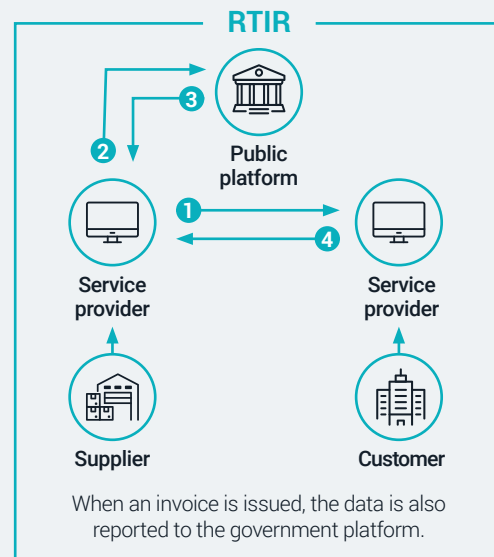 RTIR
3
2
Public
platform
1
4
Service
provider
Service
provider
Supplier
Customer
When an invoice is issued, the data is also
reported to the government platform.